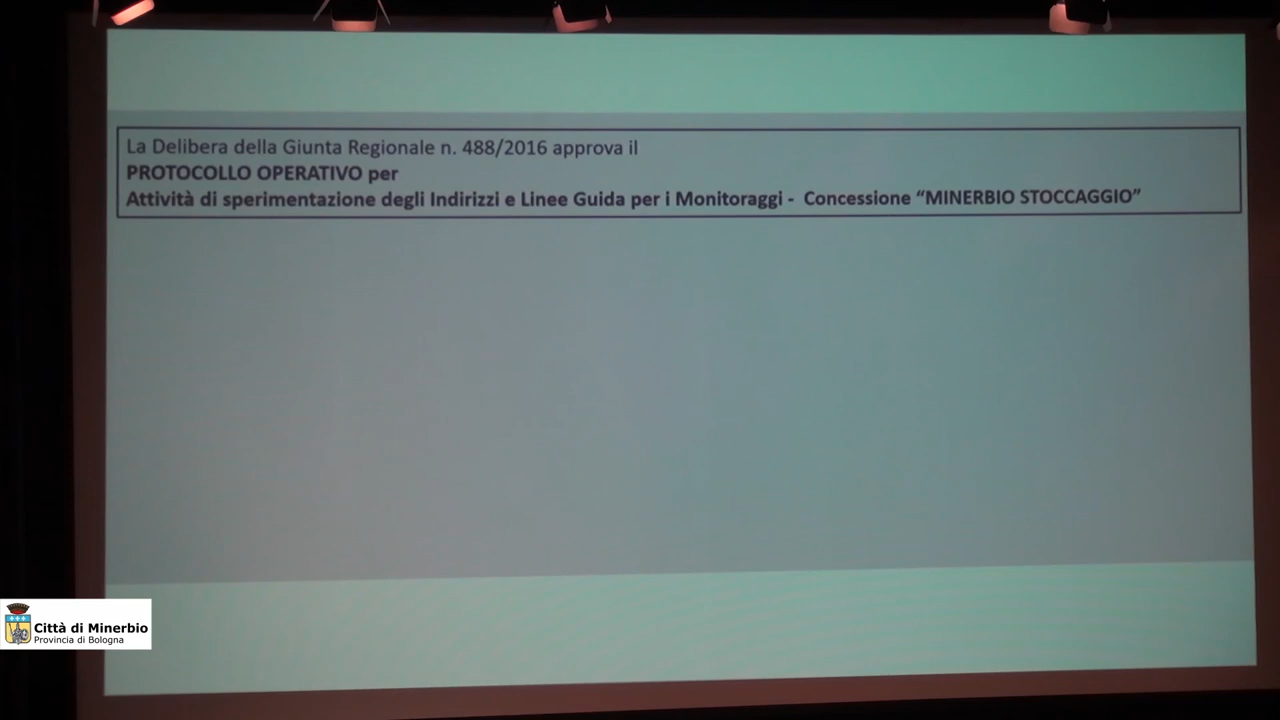 La Delibera della Giunta Regionale n. 488/2016 approva il
PROTOCOLLO OPERATIVO per
Attività di sperimentazione degli Indirizzi e Linee Guida per i Monitoraggi - Concessione “MINERBIO STOCCAGGIO”
Città di Minerbio
Provincia di Bologna